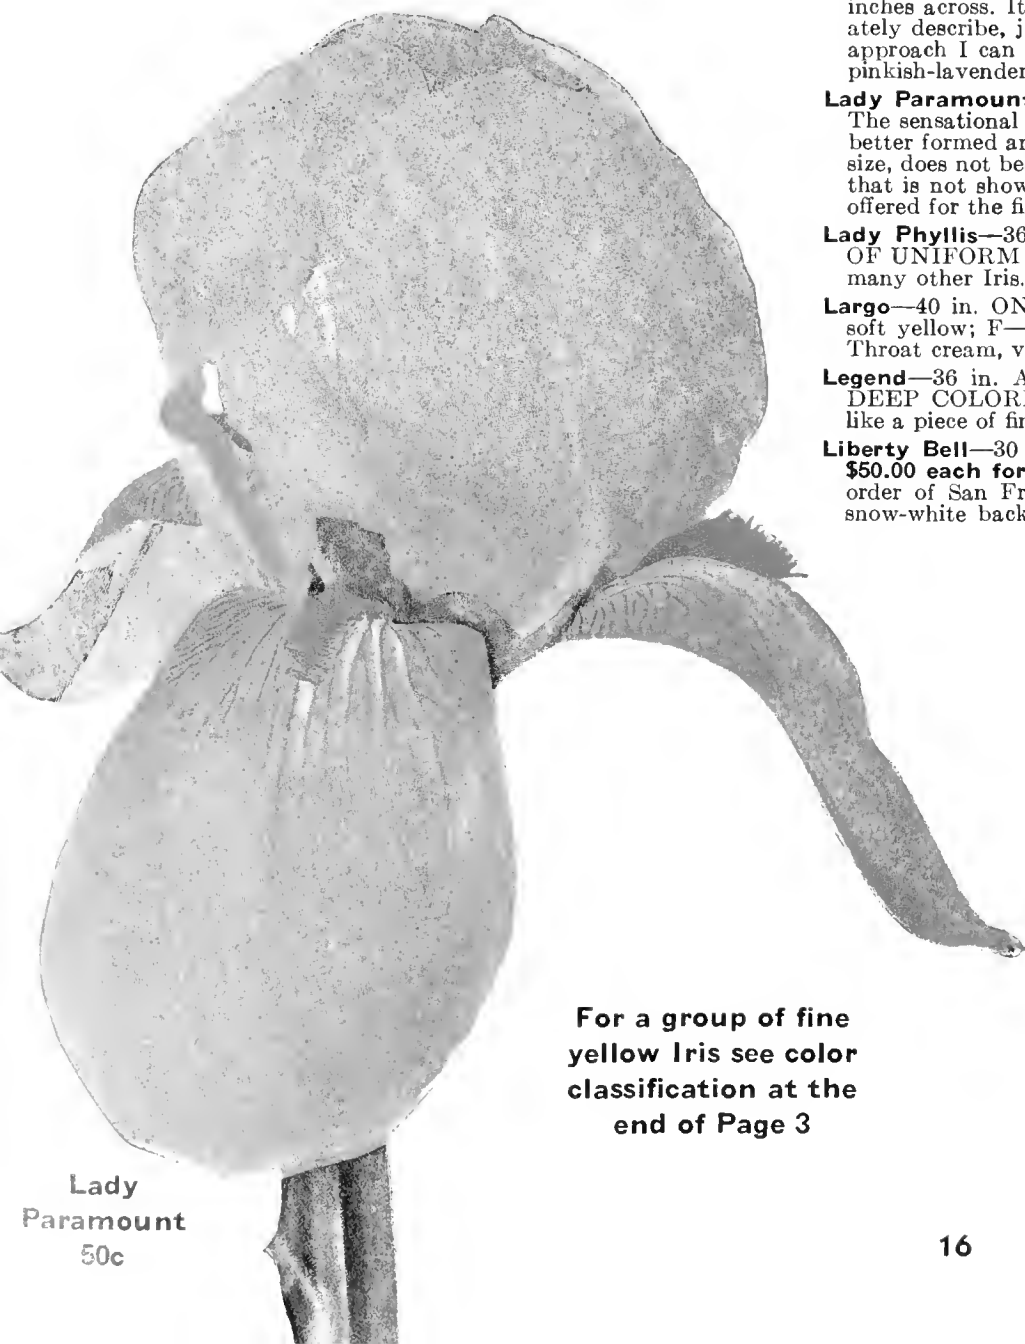 inches across. It
ately describe, j
approach I can
pinkish-lavender
Lady Paramount
The sensational
better formed an
size, does not be
that is not show
offered for the fi
Lady Phyllis—36
OF UNIFORM
many other Iris.
Largo—40 in. ON
soft yellow; F—
Throat cream, v
Legend—36 in. A
DEEP COLOR
like a piece of fin
Liberty Bell—30
$50.00 each for
order of San Fr
snow-white back
For a group of fine
yellow Iris see color
classification at the
end of Page 3
Lady
Paramount
50c
16